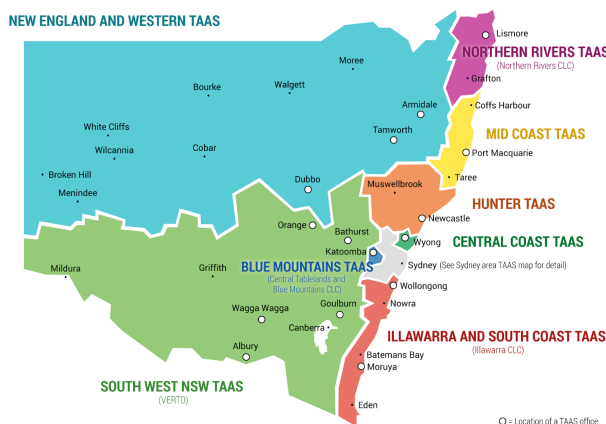 NEW ENGLAND AND WESTERN TAAS
Lismore
NORTHERN RIVERS TAAS
(Northern Rivers CLC)
Moree
Grafton
Bourke
Walgett
Coffs Harbour
Armidale
White Cliffs
Tamworth
MID COAST TAAS
Wilcannia
Cobar
Port Macquarie
Broken Hill
Dubbo
Taree
Menindee
Muswellbrook
HUNTER TAAS
Newcastle
Orange
Bathurst
Wyong
CENTRAL COAST TAAS
Katoomba
BLUE MOUNTAINS TAAS
(Central Tablelands and
Blue Mountains CLC)
Sydney (See Sydney area TAAS map for detail)
Mildura
Griffith
Wollongong
Goulburn
Nowra
Wagga Wagga
Canberra
ILLAWARRA AND SOUTH COAST TAAS
(Illawarra CLC)
Albury
Batemans Bay
Moruya
SOUTH WEST NSW TAAS
(VERTO)
Eden
= Location of a TAAS office